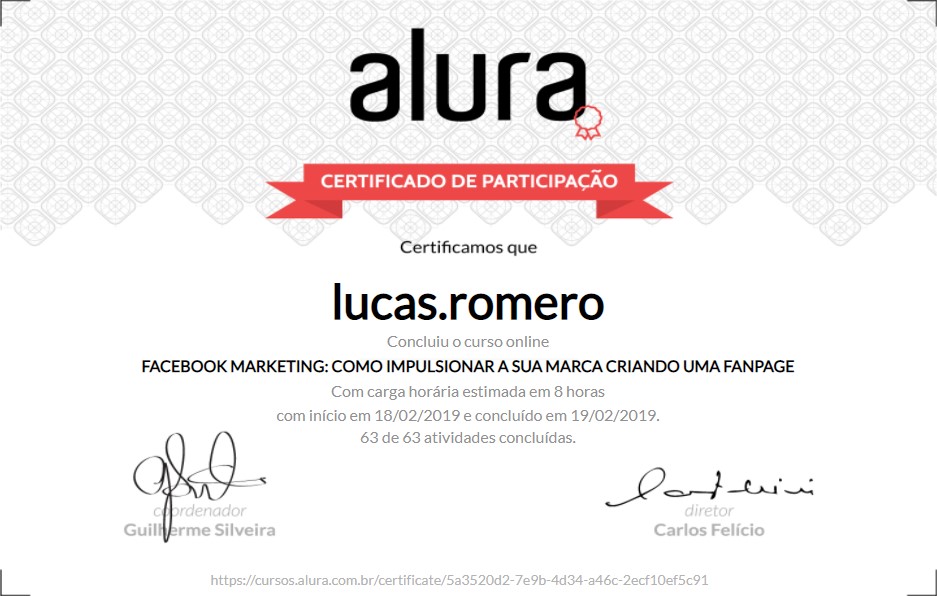 alura
CERTIFICADO DE PARTICIPAÇÃO
Certificamos que
lucas.romero
Concluiu o curso online
FACEBOOK MARKETING: COMO IMPULSIONAR A SUA MARCA CRIANDO UMA FANPAGE
Com carga horária estimada em 8 horas
com início em 18/02/2019 e concluído em 19/02/2019.
63 de 63 atividades concluídas.
coordenador
Guilherme Silveira
diretor
Carlos Felício
https://cursos.alura.com.br/certificate/5a3520d2-7e9b-4d34-a46c-2ecf10ef5c91